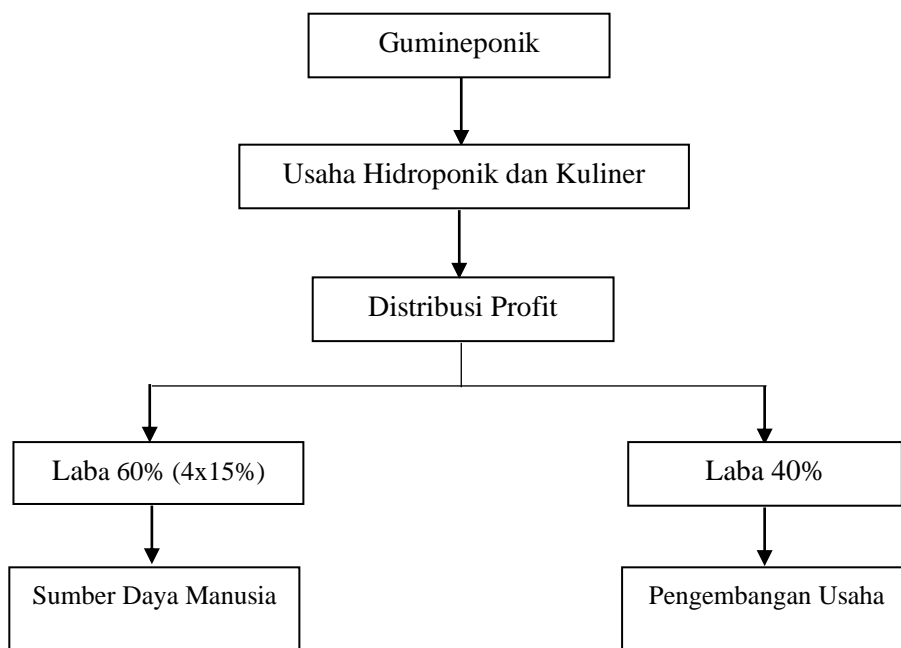 Gumineponik
Usaha Hidroponik dan Kuliner
Distribusi Profit
Laba 60% (4x15%)
Laba 40%
Sumber Daya Manusia
Pengembangan Usaha